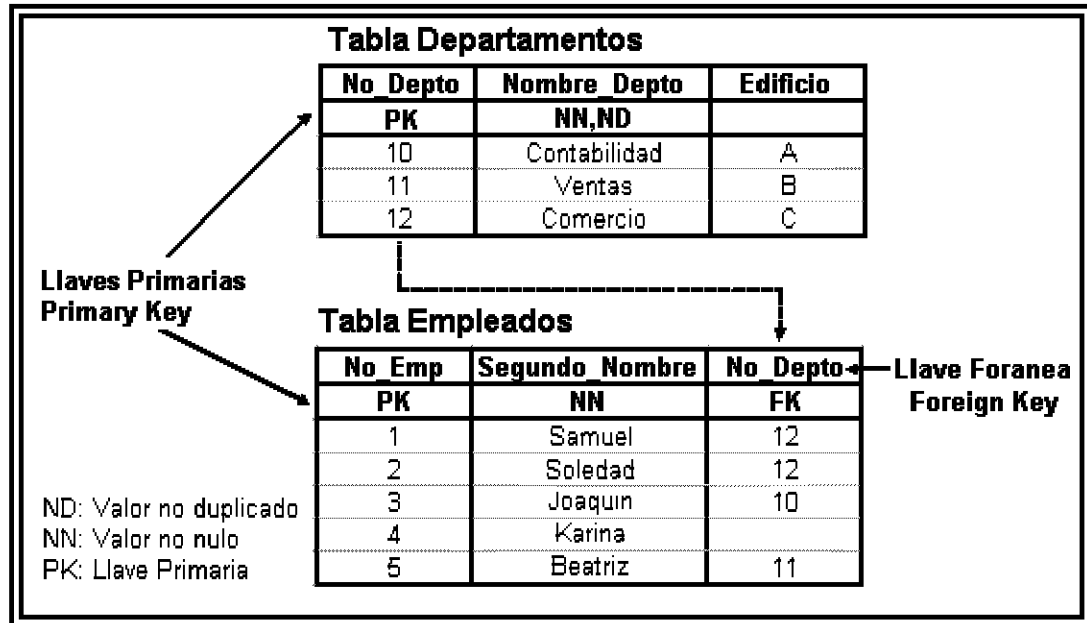 Tabla Departamentos
No_Depto Nombre_Depto Edificio
PK NN,ND
10 Contabilidad A
11 Ventas B
12 Comercio C
Llaves Primarias
Primary Key
Tabla Empleados
No_Emp Segundo_Nombre No_Depto
PK NN FK
1 Samuel 12
2 Soledad 12
3 Joaquin 10
4 Karina
5 Beatriz 11
Llave Foranea
Foreign Key
ND: Valor no duplicado
NN: Valor no nulo
PK: Llave Primaria